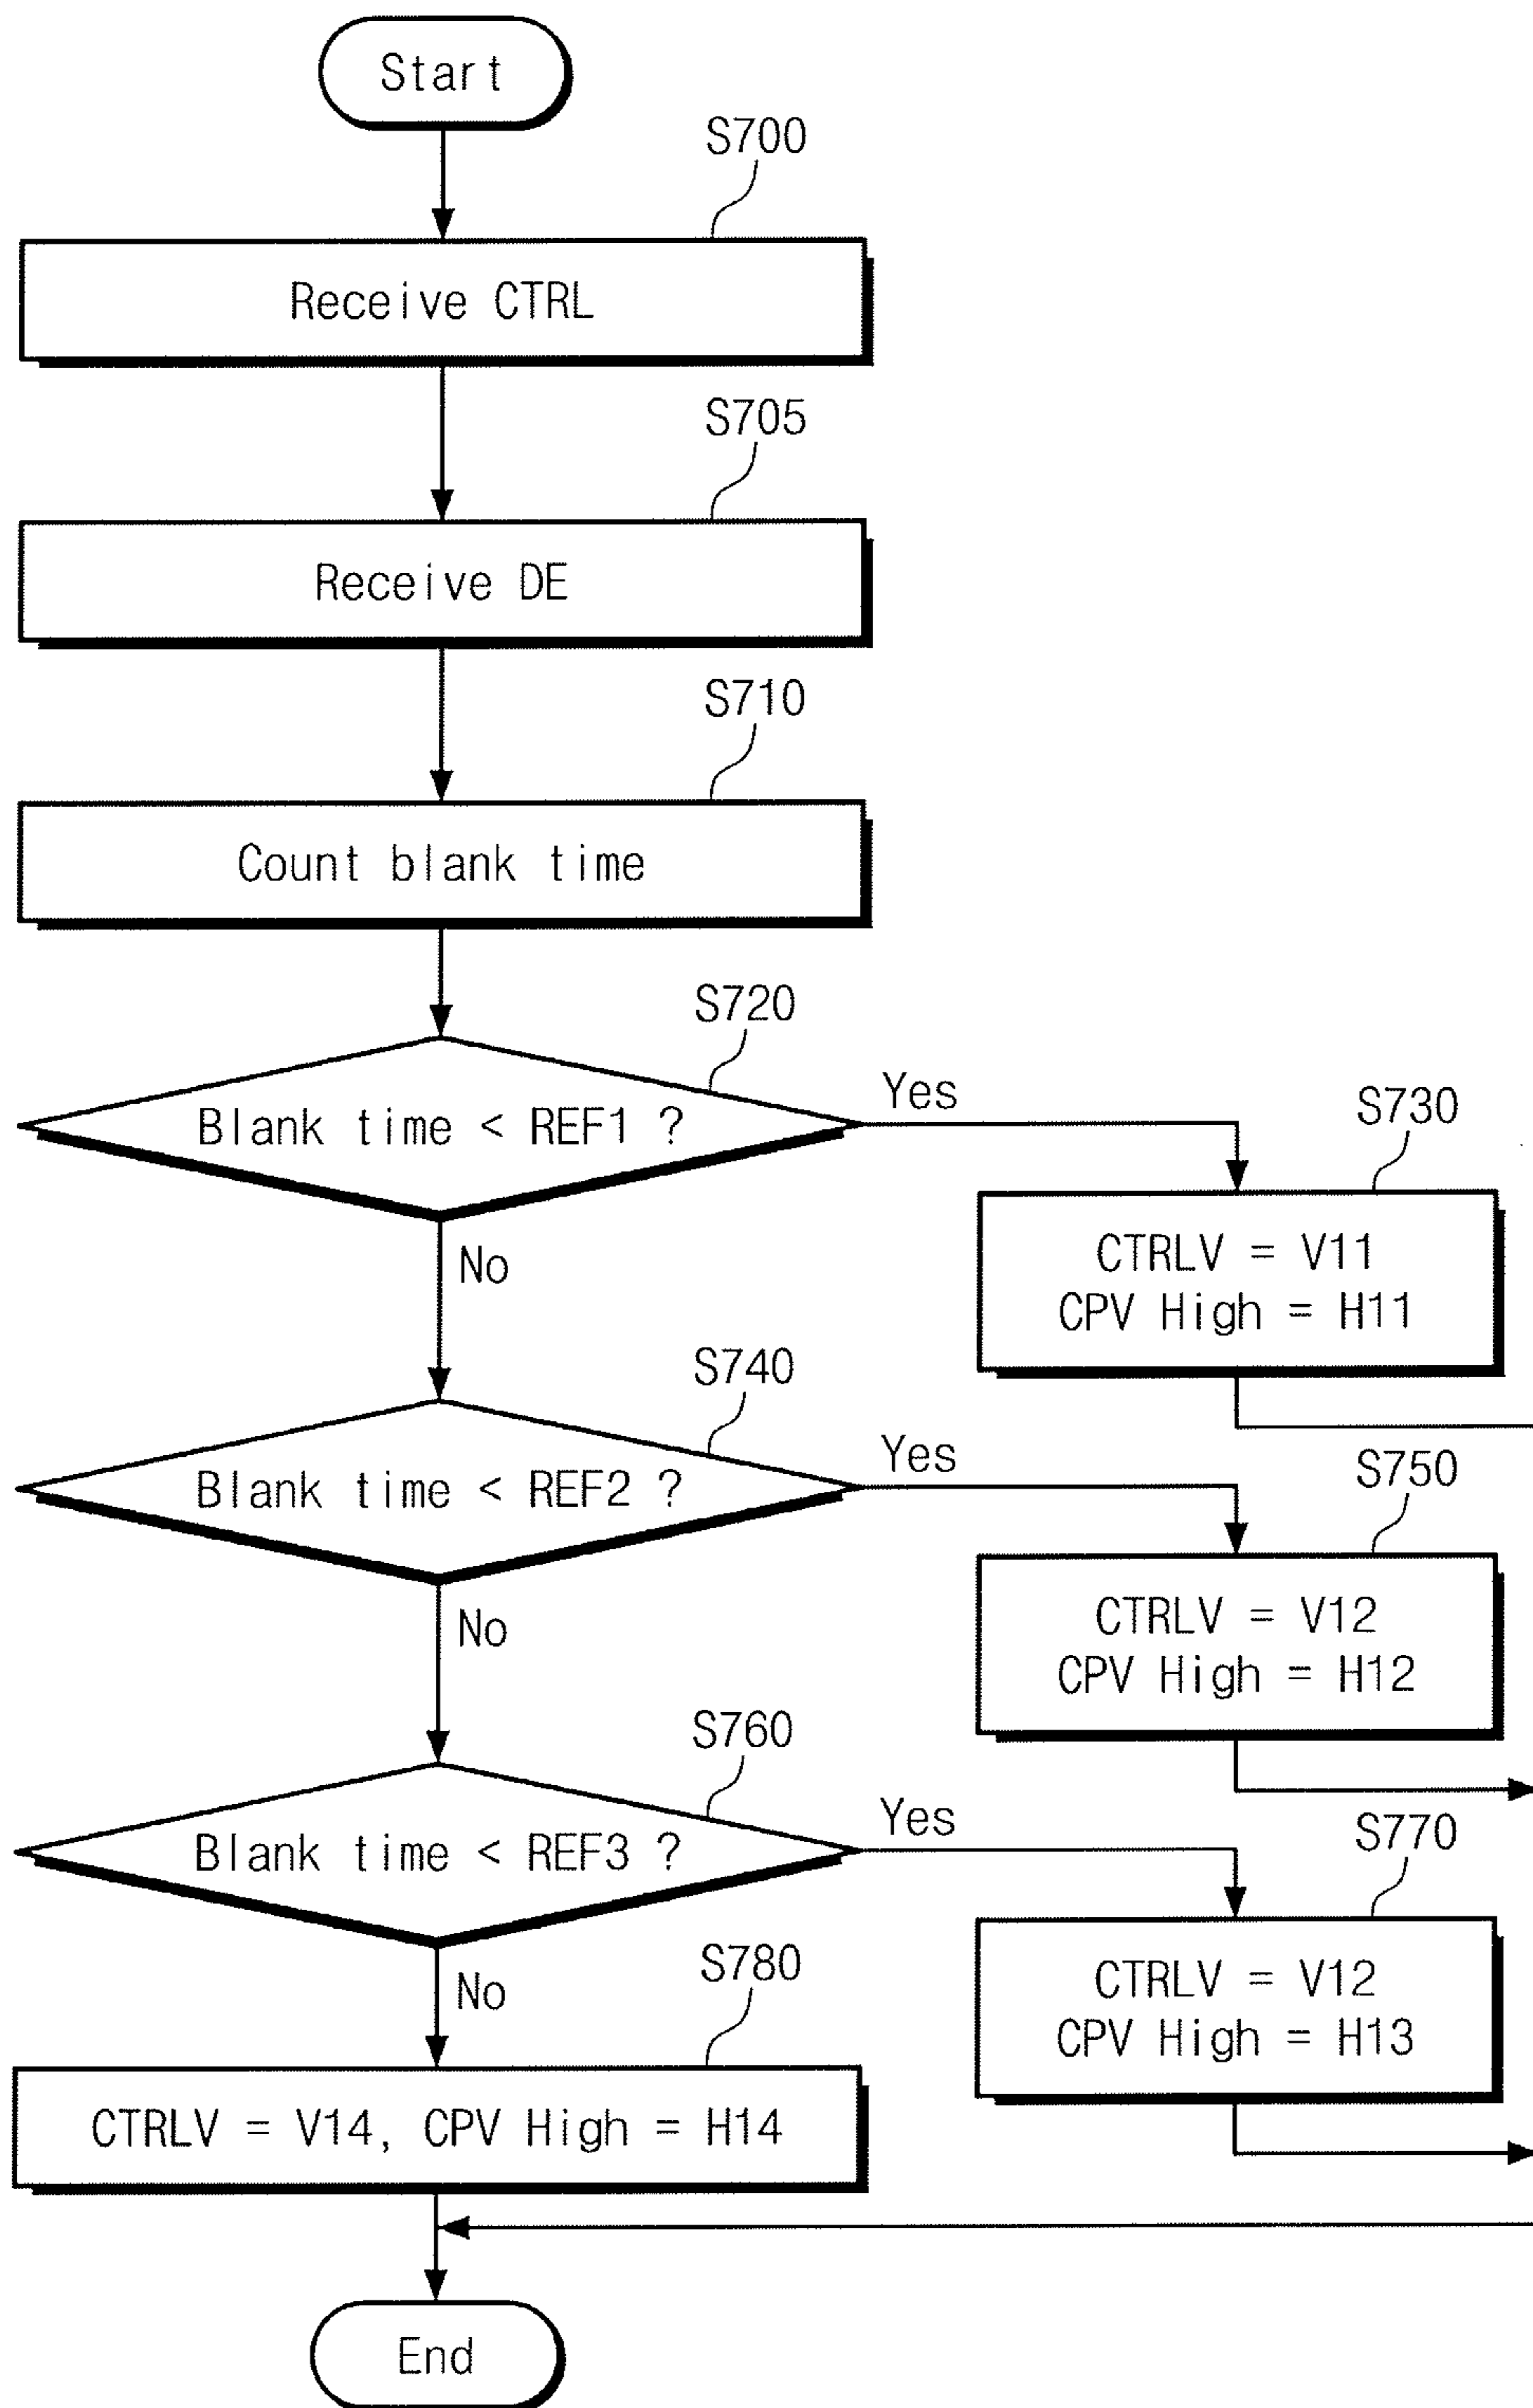 Start
S700
Receive CTRL
S705
Receive DE
S710
Count blank time
S720
Blank time < REF1 ?
Yes
S730
CTRLV = V11
CPV High = H11
No
S740
Blank time < REF2 ?
Yes
S750
CTRLV = V12
CPV High = H12
No
S760
Blank time < REF3 ?
Yes
S770
CTRLV = V12
CPV High = H13
No
S780
CTRLV = V14, CPV High = H14
End